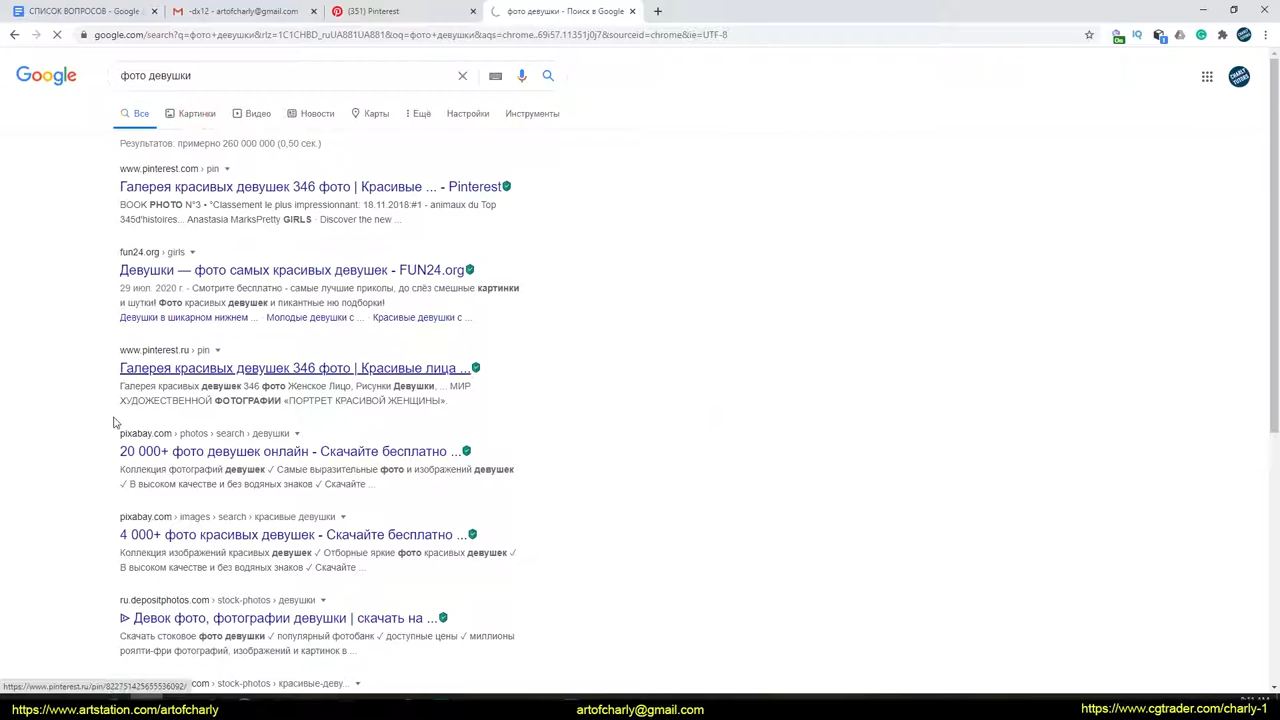 СПИСОК ВОПРОСОВ - Google
-dx12 - artofcharly@gmail.com
(351) Pinterest
фото девушки - Поиск в Google
google.com/search?q=фото+девушки&rlz=1C1CHBD_ruUA881UA881&oq=фото+девушки&aqs=chrome..69i57.11351j0j7&sourceid=chrome&ie=UTF-8
Google
фото девушки
Все
Картинки
Видео
Новости
Карты
Ещё
Настройки
Инструменты
Результатов: примерно 260 000 000 (0,50 сек.)
www.pinterest.com › pin
Галерея красивых девушек 346 фото | Красивые ... - Pinterest
BOOK PHOTO N°3 • °Classement le plus impressionnant: 18.11.2018:#1 - animaux du Top
345d'histoires... Anastasia MarksPretty GIRLS · Discover the new ...
fun24.org › girls
Девушки — фото самых красивых девушек - FUN24.org
29 июл. 2020 г. - Смотрите бесплатно - самые лучшие приколы, до слёз смешные картинки
и шутки! Фото красивых девушек и пикантные ню подборки!
Девушки в шикарном нижнем ... · Молодые девушки с ... · Красивые девушки с ...
www.pinterest.ru › pin
Галерея красивых девушек 346 фото | Красивые лица ...
Галерея красивых девушек 346 фото Женское Лицо, Рисунки Девушки, ... МИР
ХУДОЖЕСТВЕННОЙ ФОТОГРАФИИ «ПОРТРЕТ КРАСИВОЙ ЖЕНЩИНЫ».
pixabay.com › photos › search › девушки
20 000+ фото девушек онлайн - Скачайте бесплатно ...
Коллекция фотографий девушек ✓ Самые выразительные фото и изображений девушек
✓ В высоком качестве и без водяных знаков ✓ Скачайте ...
pixabay.com › images › search › красивые девушки
4 000+ фото красивых девушек - Скачайте бесплатно ...
Коллекция изображений красивых девушек ✓ Отборные яркие фото красивых девушек ✓
В высоком качестве и без водяных знаков ✓ Скачайте ...
ru.depositphotos.com › stock-photos › девушки
ᐈ Девок фото, фотографии девушки | скачать на ...
Скачать стоковое фото девушки ✓ популярный фотобанк ✓ доступные цены ✓ миллионы
роялти-фри фотографий, изображений и картинок в ...
https://www.pinterest.ru/pin/822751425655536092/
com › stock-photos › красивые-деву...
https://www.artstation.com/artofcharly
artofcharly@gmail.com
https://www.cgtrader.com/charly-1